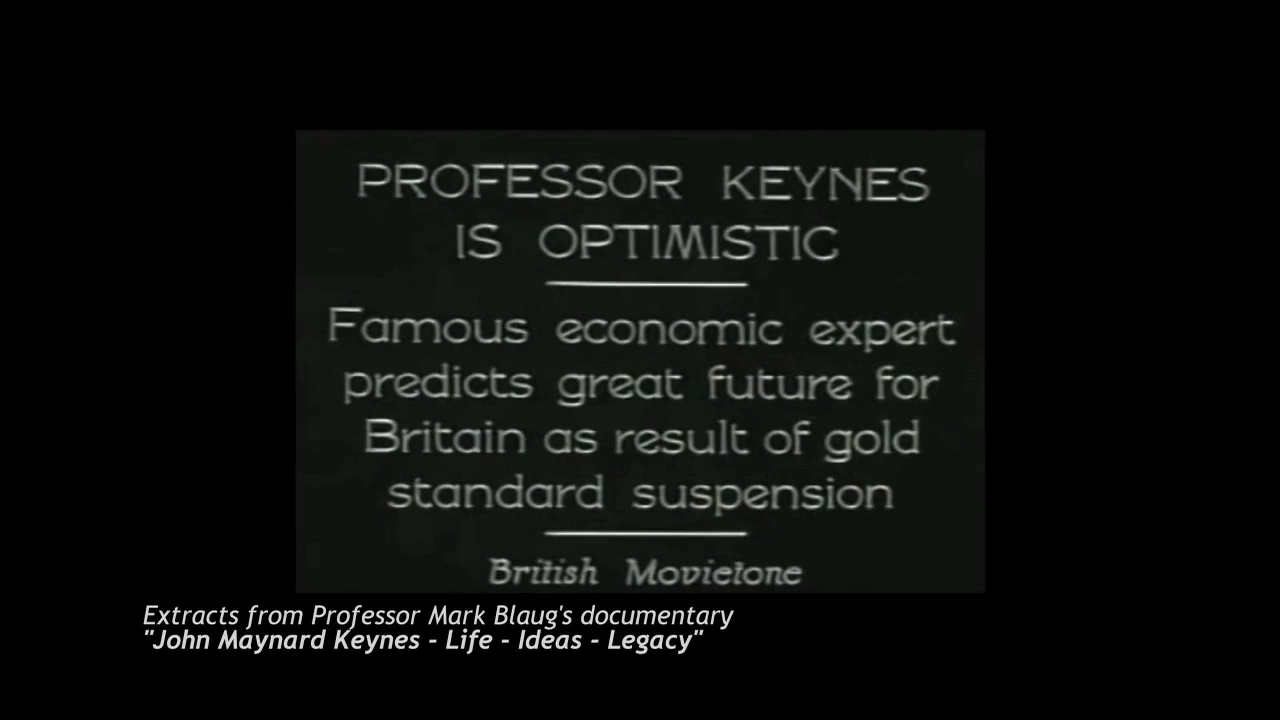 PROFESSOR KEYNES
IS OPTIMISTIC
Famous economic expert
predicts great future for
Britain as result of gold
standard suspension
British Movietone
Extracts from Professor Mark Blaug's documentary
"John Maynard Keynes - Life - Ideas - Legacy"